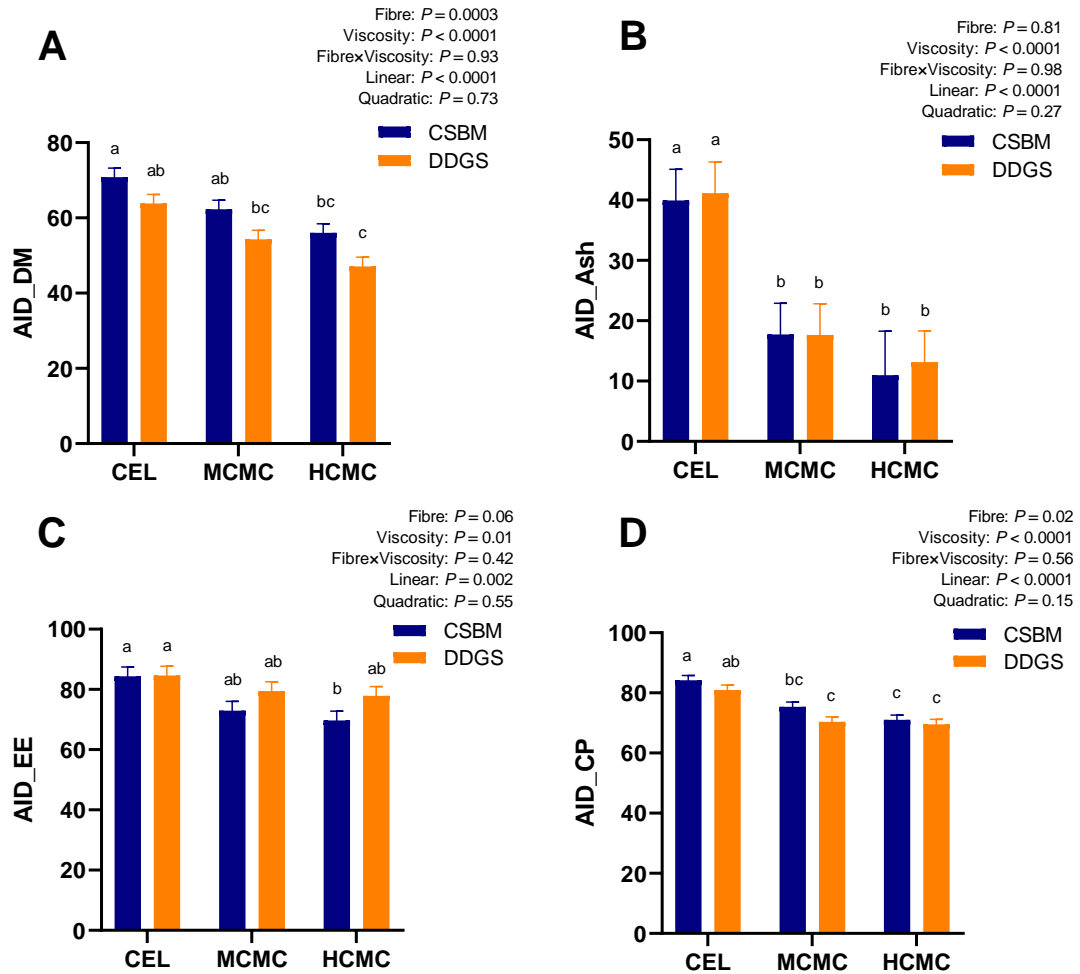 A
Fibre: P = 0.0003
Viscosity: P < 0.0001
Fibre×Viscosity: P = 0.93
Linear: P < 0.0001
Quadratic: P = 0.73
CSBM
DDGS
AID_DM
80
60
40
20
0
a
ab
ab
bc
bc
c
CEL
MCMC
HCMC
B
Fibre: P = 0.81
Viscosity: P < 0.0001
Fibre×Viscosity: P = 0.98
Linear: P < 0.0001
Quadratic: P = 0.27
CSBM
DDGS
AID_Ash
50
40
30
20
10
0
a
a
b
b
b
b
CEL
MCMC
HCMC
C
Fibre: P = 0.06
Viscosity: P = 0.01
Fibre×Viscosity: P = 0.42
Linear: P = 0.002
Quadratic: P = 0.55
CSBM
DDGS
AID_EE
100
80
60
40
20
0
a
a
ab
ab
b
ab
CEL
MCMC
HCMC
D
Fibre: P = 0.02
Viscosity: P < 0.0001
Fibre×Viscosity: P = 0.56
Linear: P < 0.0001
Quadratic: P = 0.15
CSBM
DDGS
AID_CP
100
80
60
40
20
0
a
ab
bc
c
c
c
CEL
MCMC
HCMC